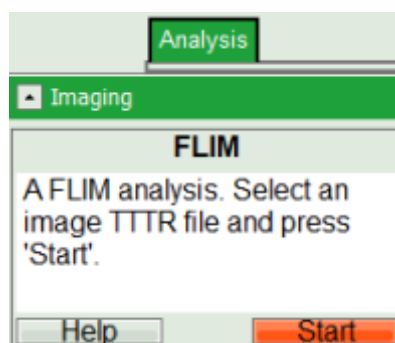 Analysis
Imaging
FLIM
A FLIM analysis. Select an
image TTTR file and press
'Start'.
Help Start